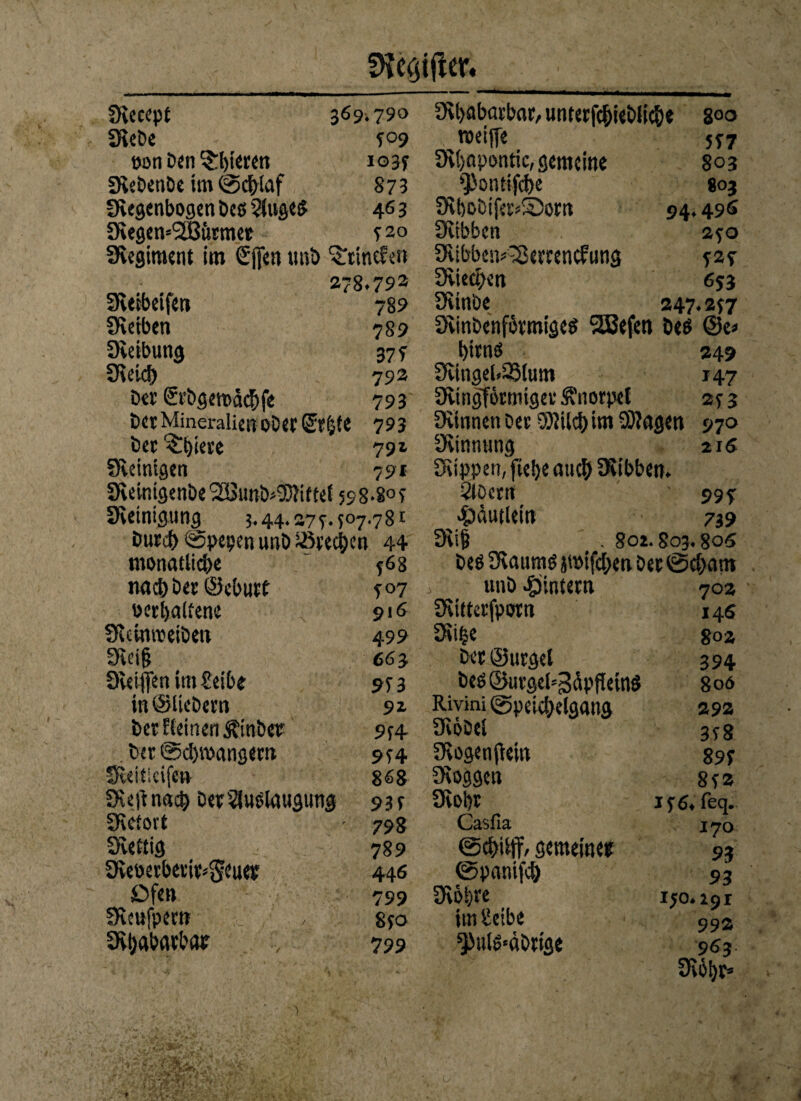 Register.
Recept 369. 790
Rede 509
von den Thieren 1035
Redende im Schlaf 873
Regenbogen des Auges 463
Regen-Würmer 520
Regiment im Essen und Trincken
278. 792
Reibeisen 789
Reiben 789
Reibung 375
Reich 792
der Erdgewächse 793
der Mineralien oder Erßte 793
der Thiere 792
Reinigen 791
Reinigende Wund-Mittel 598. 805
Reinigung 3. 44. 275. 507. 781
durch Speyen und Brechen 44
monatliche 568
nach der Geburt 507
verhaltene 916
Reinweiden 499
Reiß 663
Reissen im Leibe 953
in Gliedern 92
der kleinen Kinder 954
der Schwangern 954
Reitleisen 868
Rest nach der Auslaugung 935
Retort 798
Rettig 789
Reverberir-Feuer 446
Ofen 799
Reuspern 850
Rhabarbar 799
Rhabarbar, unterschiedliche 800
weisse 557
Rhapontic, gemeine 803
Pontische 803
Rhodiser-Dorn 94. 496
Ribben 250
Ribben-Verrenckung 525
Riechen 653
Rinde 247. 257
Rindenförmiges Wesen des Ge-
hirns 249
Ringel-Blum 147
Ringförmiger Knorpel 253
Rinnen der Milch im Magen 970
Rinnung 216
Rippen, siehe auch Ribben.
Adern 995
Häutlein 739
Riß 802. 803. 805
des Raums zwischen der Scham
und Hintern 702
Rittersporn 146
Ritze 802
der Gurgel 394
des Gurgel-Zäpfleins 806
Rivini Speichelgang 292
Rödel 358
Rogenstein 895
Roggen 852
Rohr 156. seq.
Casfia 170
Schilff, gemeiner 93
Spanisch 93
Röhre 150. 291
im Leibe 992
Puls-adrige 963
Röhr-